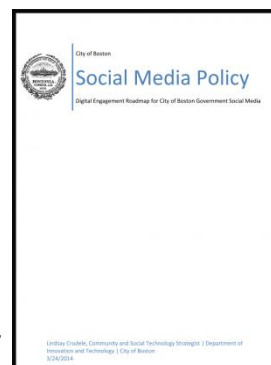 City of Boston
Social Media Policy
Digital Engagement Roadmap for City of Boston Government Social Media
Lindsay Crudele, Community and Social Technology Strategist | Department of
Innovation and Technology | City of Boston
3/24/2014